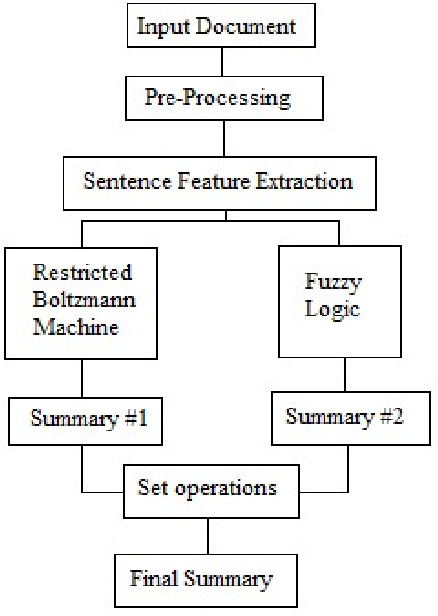 Input Document
Pre-Processing
Sentence Feature Extraction
Restricted
Boltzmann
Machine
Fuzzy
Logic
Summary #1
Summary #2
Set operations
Final Summary